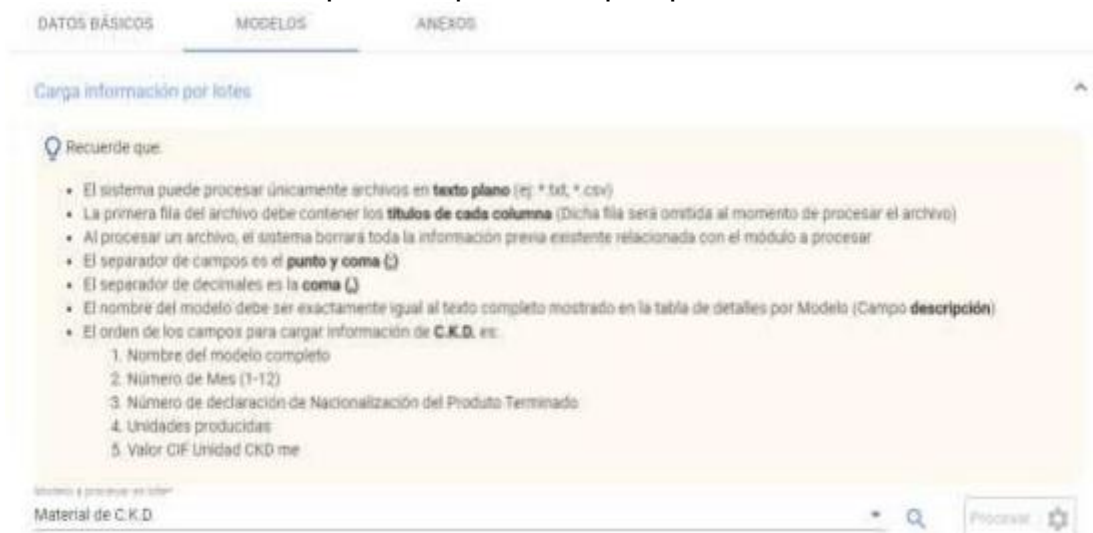 DATOS BÁSICOS MODELOS ANEXOS
Carga información por lotes
Recuerde que:
• El sistema puede procesar únicamente archivos en texto plano (ej: *.txt, *.csv)
• La primera fila del archivo debe contener los títulos de cada columna (Dicha fila será omitida al momento de procesar el archivo)
• Al procesar un archivo, el sistema borrará toda la información previa existente relacionada con el módulo a procesar
• El separador de campos es el punto y coma (;)
• El separador de decimales es la coma (,)
• El nombre del modelo debe ser exactamente igual al texto completo mostrado en la tabla de detalles por Modelo (Campo descripción)
• El orden de los campos para cargar información de C.K.D. es:
1. Nombre del modelo completo
2. Número de Mes (1-12)
3. Número de declaración de Nacionalización del Produto Terminado
4. Unidades producidas
5. Valor CIF Unidad CKD me
Material de C.K.D. Procesar